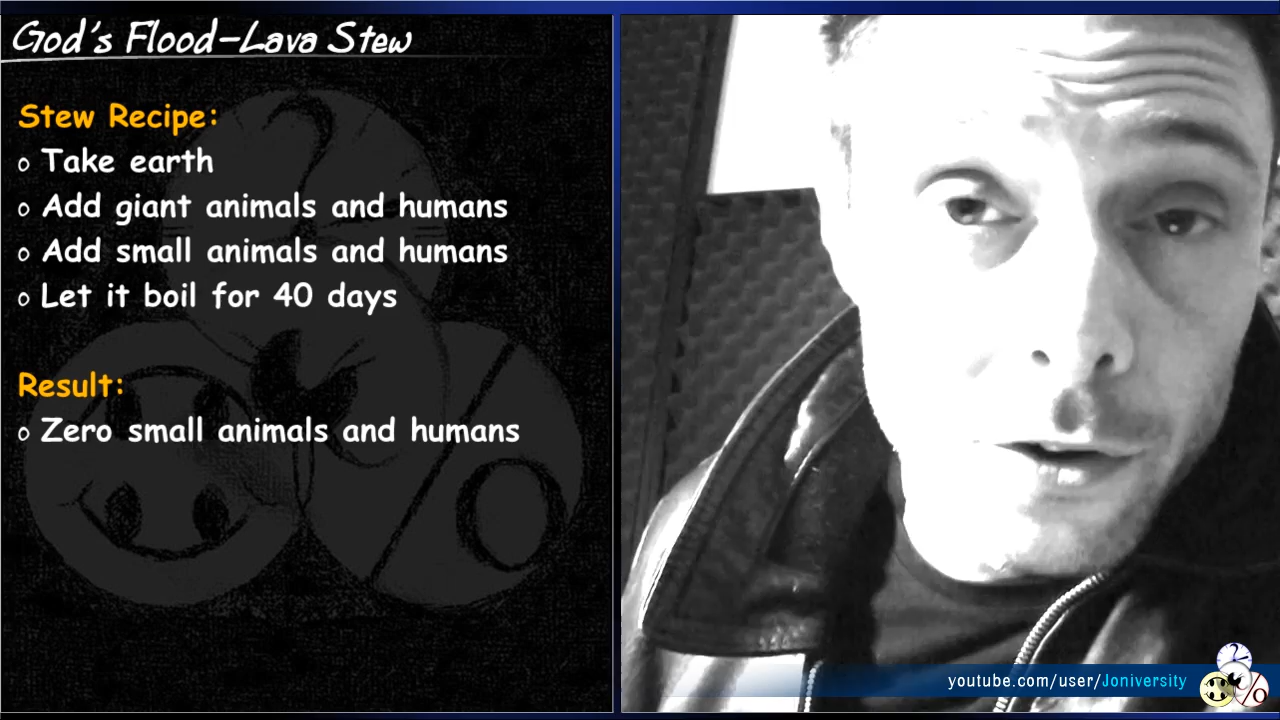 God's Flood-Lava Stew
Stew Recipe:
o Take earth
o Add giant animals and humans
o Add small animals and humans
o Let it boil for 40 days
Result:
o Zero small animals and humans
youtube.com/user/Joniversity